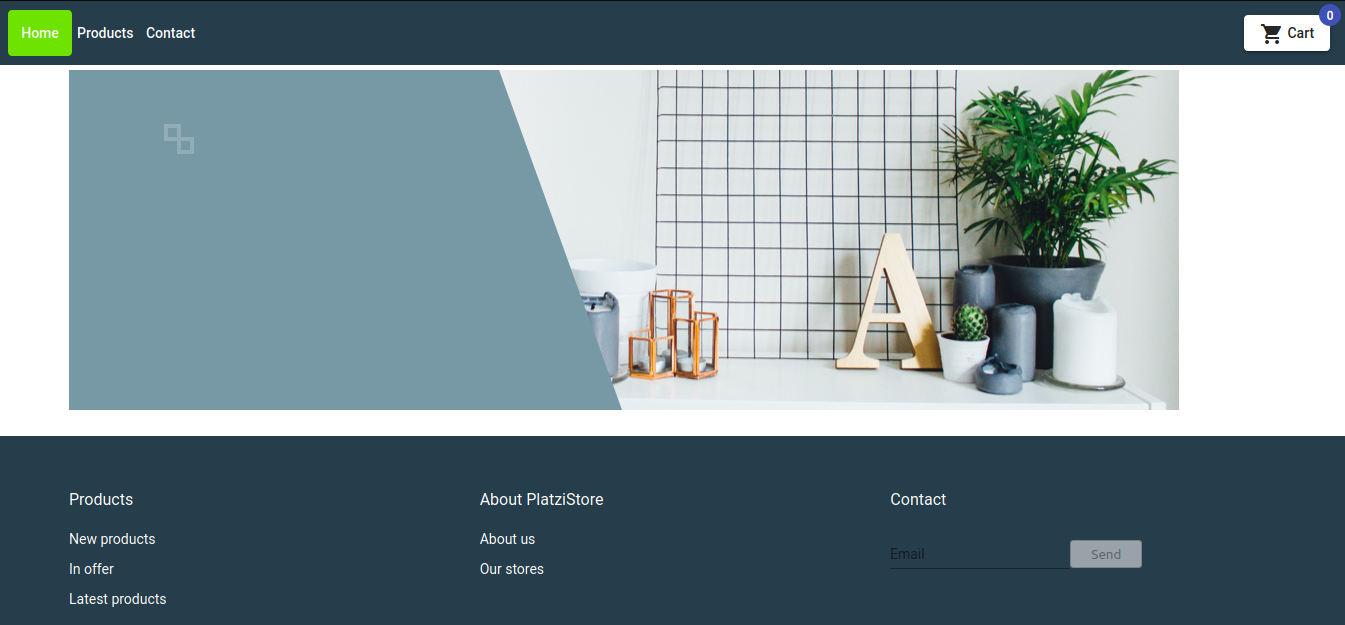 Home Products Contact
0
Cart
A
Products
New products
In offer
Latest products
About PlatziStore
About us
Our stores
Contact
Email
Send